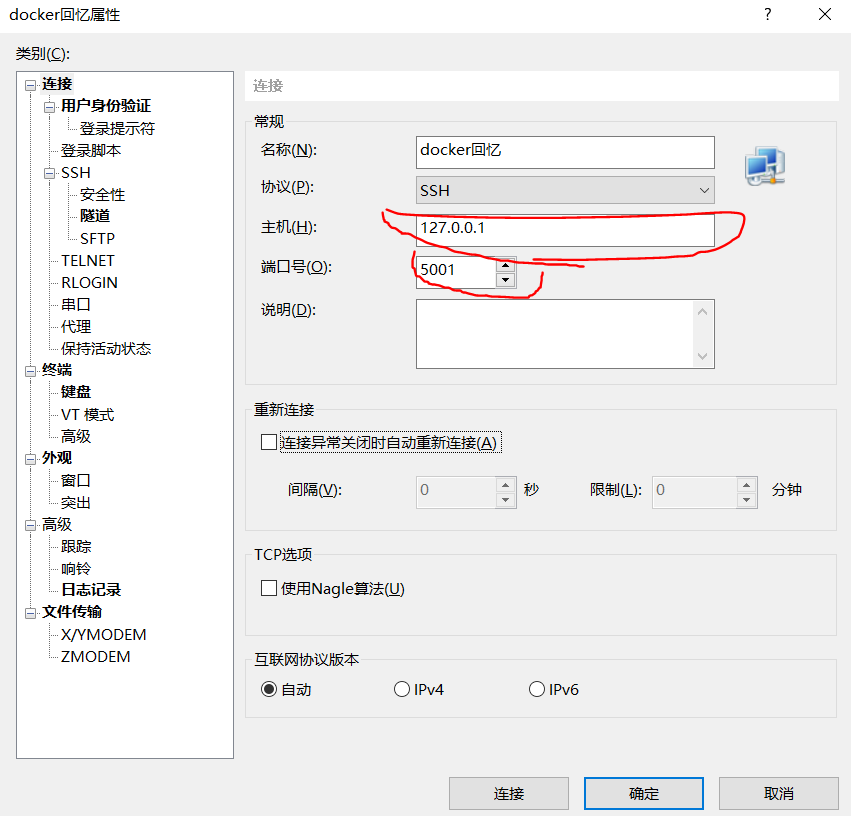 docker回忆属性
?
类别(C):
连接
用户身份验证
登录提示符
登录脚本
SSH
安全性
隧道
SFTP
TELNET
RLOGIN
串口
代理
保持活动状态
终端
键盘
VT 模式
高级
外观
窗口
突出
高级
跟踪
响铃
日志记录
文件传输
X/YMODEM
ZMODEM
连接
常规
名称(N): docker回忆
协议(P): SSH
主机(H): 127.0.0.1
端口号(O): 5001
说明(D):
重新连接
连接异常关闭时自动重新连接(A)
间隔(V): 0 秒 限制(L): 0 分钟
TCP选项
使用Nagle算法(U)
互联网协议版本
自动 IPv4 IPv6
连接 确定 取消